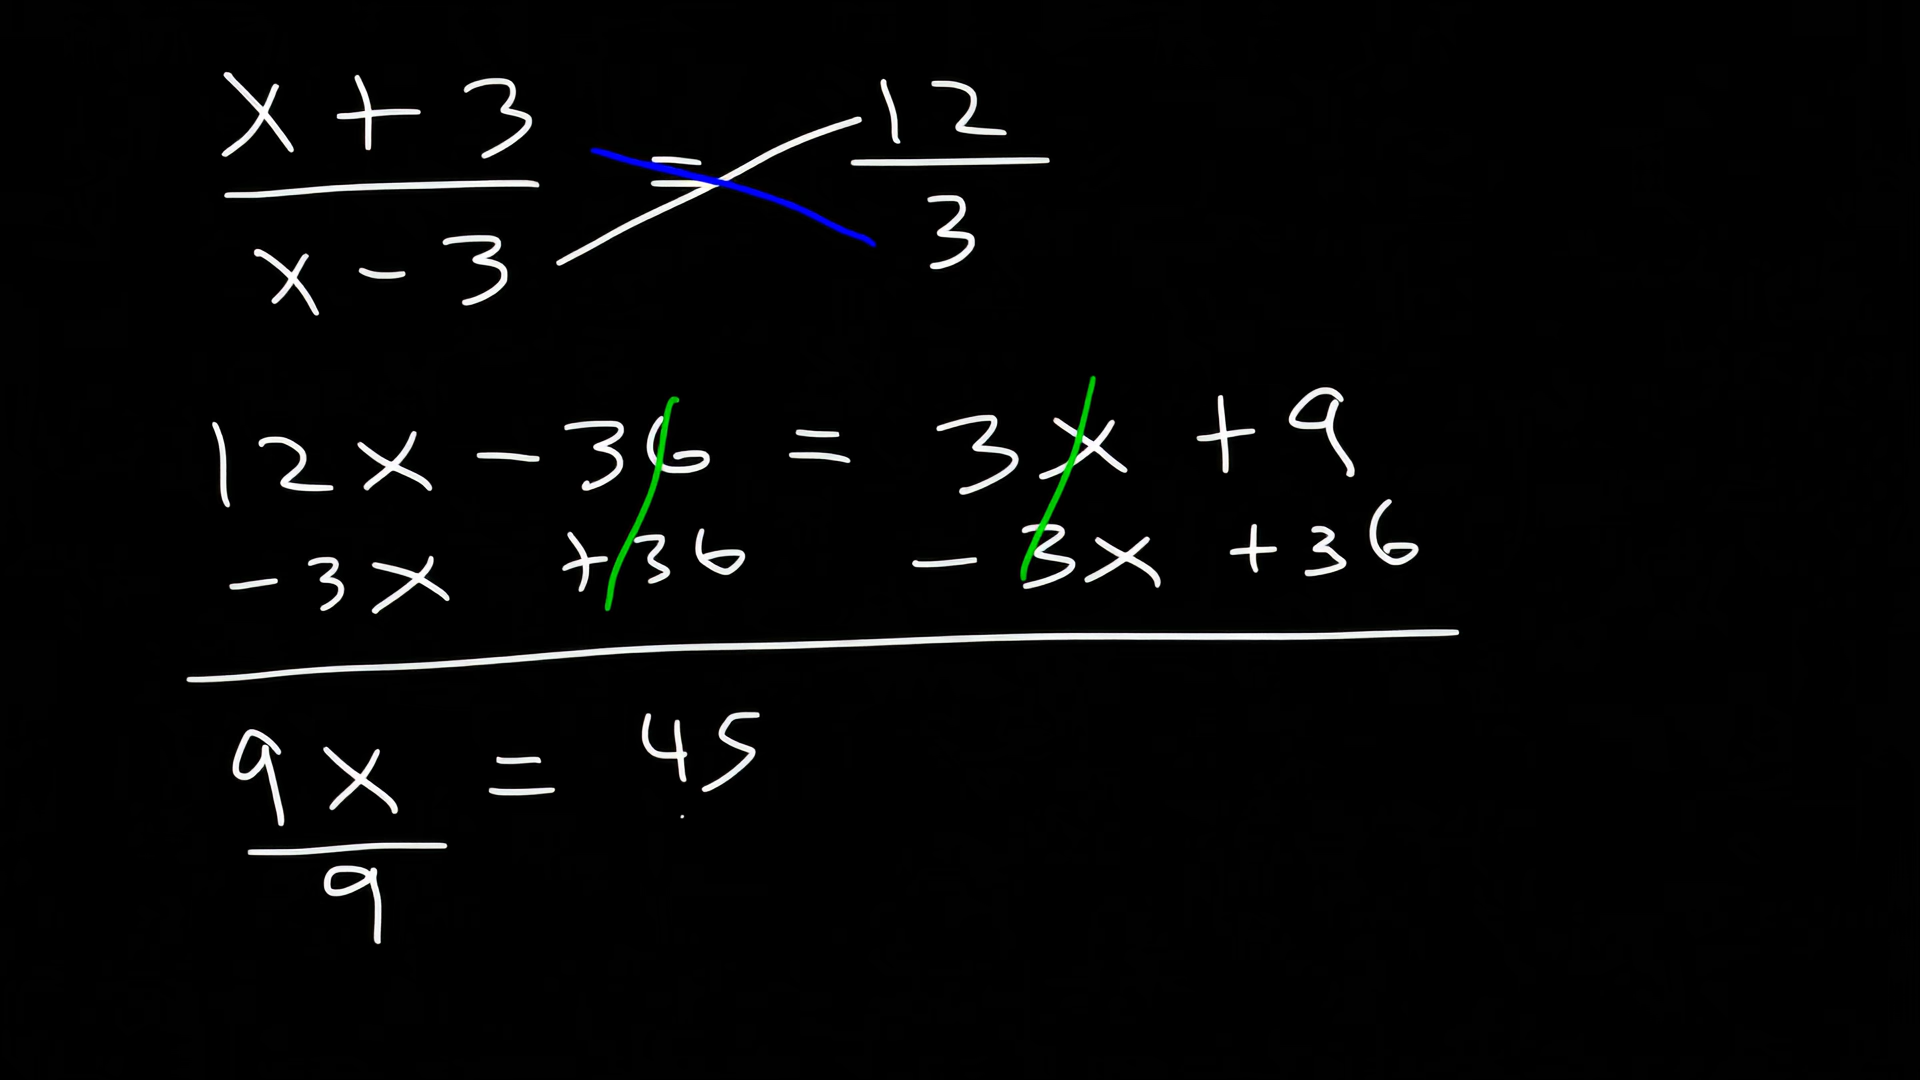 x + 3 = 12
x - 3 3
12x - 36 = 3x + 9
- 3x + 36 - 3x + 36
9x = 45
9